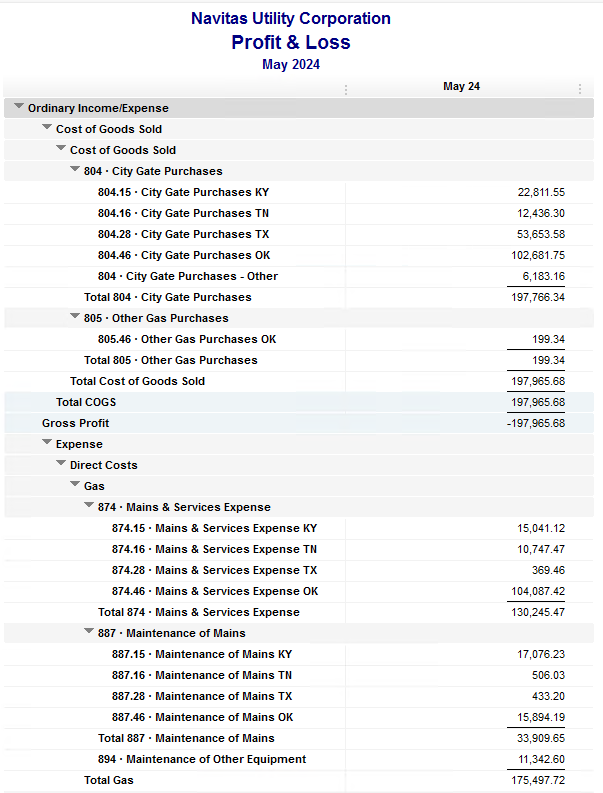 Navitas Utility Corporation
Profit & Loss
May 2024
May 24
Ordinary Income/Expense
Cost of Goods Sold
Cost of Goods Sold
804 · City Gate Purchases
804.15 · City Gate Purchases KY 22,811.55
804.16 · City Gate Purchases TN 12,436.30
804.28 · City Gate Purchases TX 53,653.58
804.46 · City Gate Purchases OK 102,681.75
804 · City Gate Purchases - Other 6,183.16
Total 804 · City Gate Purchases 197,766.34
805 · Other Gas Purchases
805.46 · Other Gas Purchases OK 199.34
Total 805 · Other Gas Purchases 199.34
Total Cost of Goods Sold 197,965.68
Total COGS 197,965.68
Gross Profit -197,965.68
Expense
Direct Costs
Gas
874 · Mains & Services Expense
874.15 · Mains & Services Expense KY 15,041.12
874.16 · Mains & Services Expense TN 10,747.47
874.28 · Mains & Services Expense TX 369.46
874.46 · Mains & Services Expense OK 104,087.42
Total 874 · Mains & Services Expense 130,245.47
887 · Maintenance of Mains
887.15 · Maintenance of Mains KY 17,076.23
887.16 · Maintenance of Mains TN 506.03
887.28 · Maintenance of Mains TX 433.20
887.46 · Maintenance of Mains OK 15,894.19
Total 887 · Maintenance of Mains 33,909.65
894 · Maintenance of Other Equipment 11,342.60
Total Gas 175,497.72